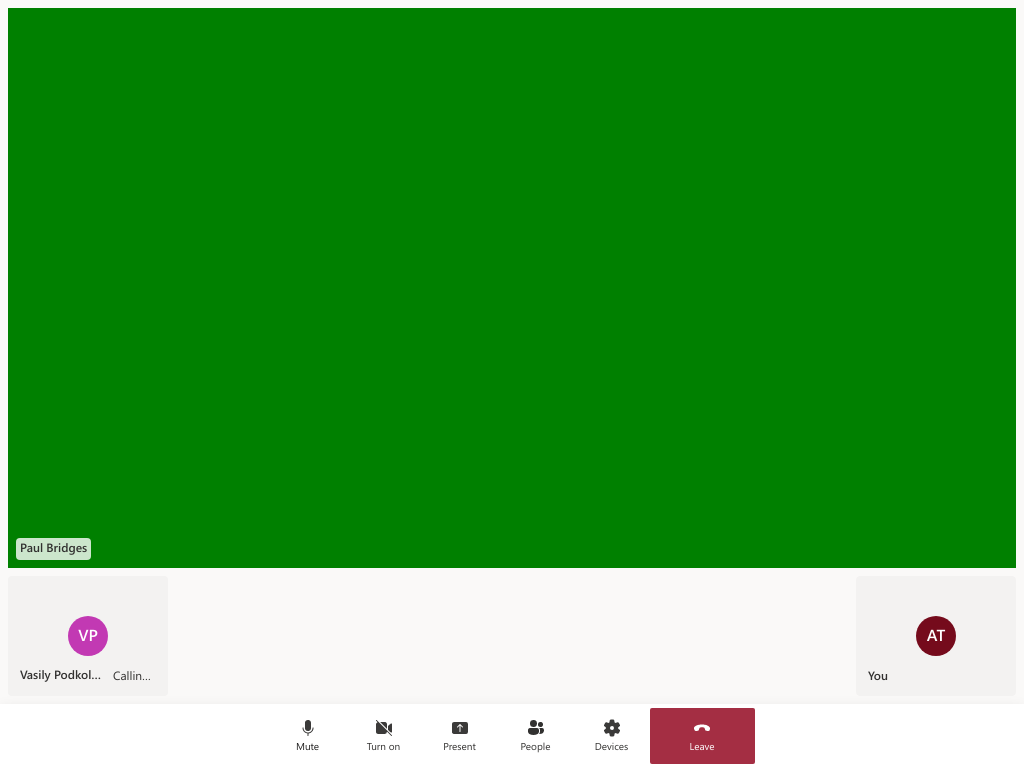 Paul Bridges
VP
Vasily Podkol... Callin...
AT
You
Mute
Turn on
Present
People
Devices
Leave